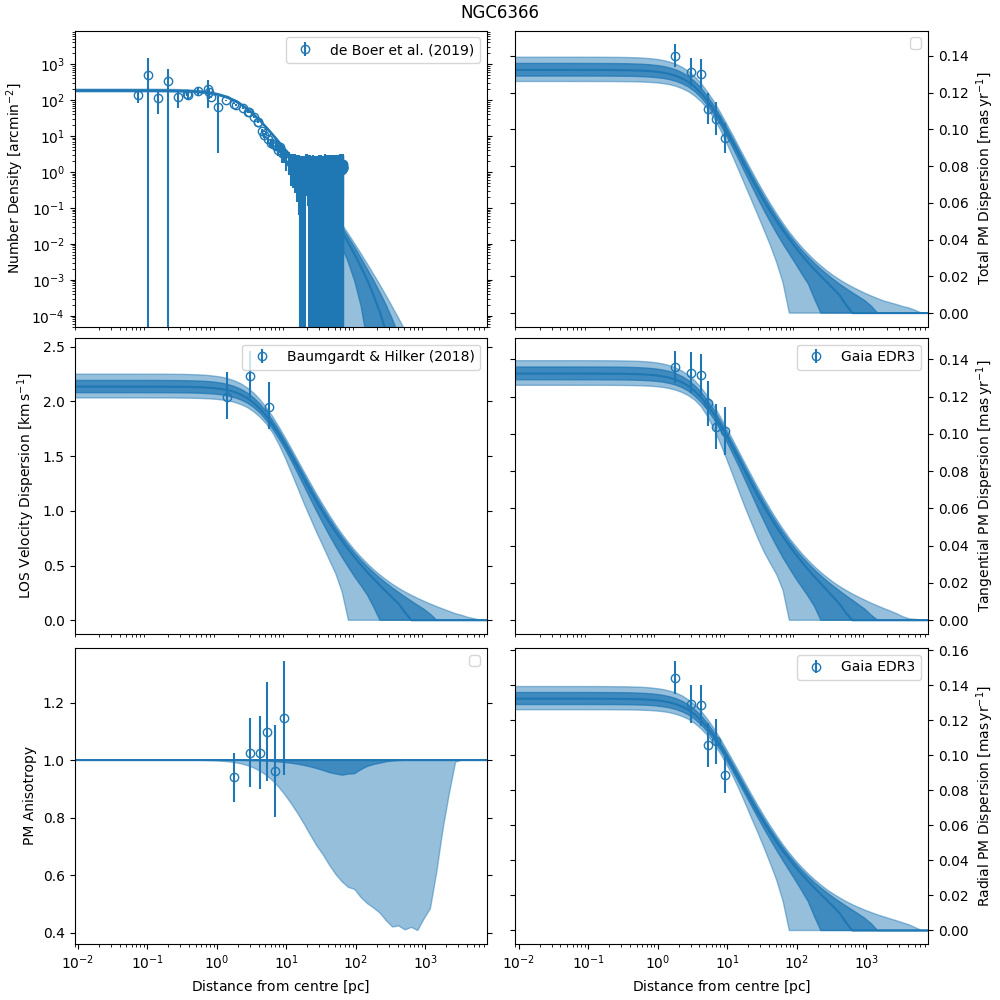 NGC6366
de Boer et al. (2019)
Number Density [arcmin⁻²]
10³
10²
10¹
10⁰
10⁻¹
10⁻²
10⁻³
10⁻⁴
Total PM Dispersion [mas yr⁻¹]
0.14
0.12
0.10
0.08
0.06
0.04
0.02
0.00
Baumgardt & Hilker (2018)
LOS Velocity Dispersion [km s⁻¹]
2.5
2.0
1.5
1.0
0.5
0.0
Gaia EDR3
Tangential PM Dispersion [mas yr⁻¹]
0.14
0.12
0.10
0.08
0.06
0.04
0.02
0.00
PM Anisotropy
1.2
1.0
0.8
0.6
0.4
10⁻² 10⁻¹ 10⁰ 10¹ 10² 10³
Distance from centre [pc]
Gaia EDR3
Radial PM Dispersion [mas yr⁻¹]
0.16
0.14
0.12
0.10
0.08
0.06
0.04
0.02
0.00
10⁻² 10⁻¹ 10⁰ 10¹ 10² 10³
Distance from centre [pc]